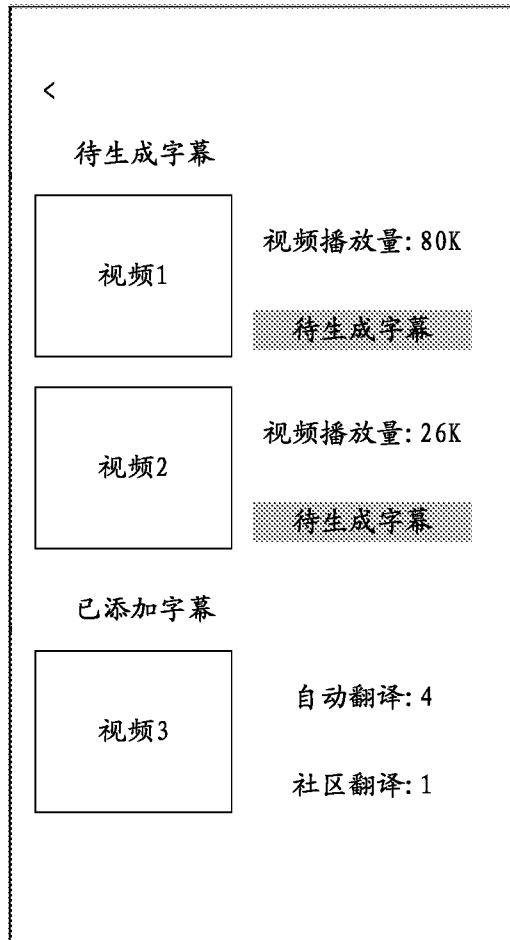 <
待生成字幕
视频播放量:80K
视频1
待生成字幕
视频播放量:26K
视频2
待生成字幕
已添加字幕
自动翻译:4
视频3
社区翻译:1